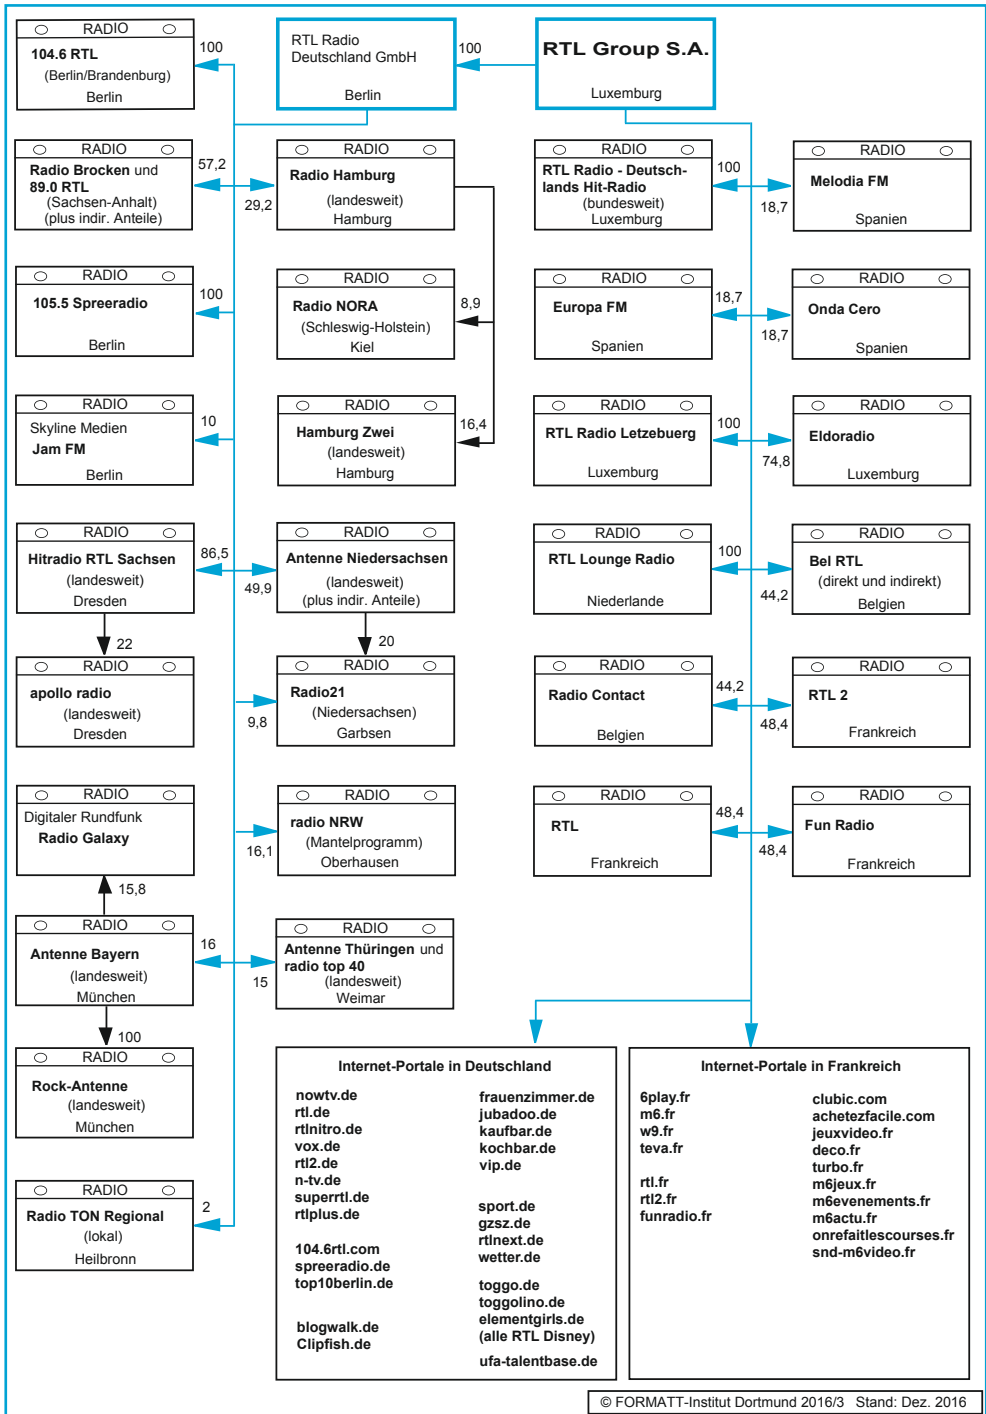 RADIO
104.6 RTL
(Berlin/Brandenburg)
Berlin
100
RTL Radio
Deutschland GmbH
Berlin
100
RTL Group S.A.
Luxemburg
RADIO
Radio Brocken und
89.0 RTL
(Sachsen-Anhalt)
(plus indir. Anteile)
57,2
29,2
RADIO
Radio Hamburg
(landesweit)
Hamburg
RADIO
RTL Radio - Deutsch-
lands Hit-Radio
(bundesweit)
Luxemburg
100
18,7
RADIO
Melodia FM
Spanien
RADIO
105.5 Spreeradio
Berlin
100
RADIO
Radio NORA
(Schleswig-Holstein)
Kiel
8,9
RADIO
Europa FM
Spanien
18,7
18,7
RADIO
Onda Cero
Spanien
RADIO
Skyline Medien
Jam FM
Berlin
10
RADIO
Hamburg Zwei
(landesweit)
Hamburg
16,4
RADIO
RTL Radio Letzebuerg
Luxemburg
100
74,8
RADIO
Eldoradio
Luxemburg
RADIO
Hitradio RTL Sachsen
(landesweit)
Dresden
86,5
49,9
RADIO
Antenne Niedersachsen
(landesweit)
(plus indir. Anteile)
RADIO
RTL Lounge Radio
Niederlande
100
44,2
RADIO
Bel RTL
(direkt und indirekt)
Belgien
22
20
RADIO
apollo radio
(landesweit)
Dresden
9,8
RADIO
Radio21
(Niedersachsen)
Garbsen
RADIO
Radio Contact
Belgien
44,2
48,4
RADIO
RTL 2
Frankreich
RADIO
Digitaler Rundfunk
Radio Galaxy
16,1
RADIO
radio NRW
(Mantelprogramm)
Oberhausen
RADIO
RTL
Frankreich
48,4
48,4
RADIO
Fun Radio
Frankreich
15,8
RADIO
Antenne Bayern
(landesweit)
München
16
15
RADIO
Antenne Thüringen und
radio top 40
(landesweit)
Weimar
100
RADIO
Rock-Antenne
(landesweit)
München
RADIO
Radio TON Regional
(lokal)
Heilbronn
2
Internet-Portale in Deutschland
nowtv.de
rtl.de
rtlnitro.de
vox.de
rtl2.de
n-tv.de
superrtl.de
rtlplus.de
104.6rtl.com
spreeradio.de
top10berlin.de
blogwalk.de
Clipfish.de
frauenzimmer.de
jubadoo.de
kaufbar.de
kochbar.de
vip.de
sport.de
gzsz.de
rtlnext.de
wetter.de
toggo.de
toggolino.de
elementgirls.de
(alle RTL Disney)
ufa-talentbase.de
Internet-Portale in Frankreich
6play.fr
m6.fr
w9.fr
teva.fr
rtl.fr
rtl2.fr
funradio.fr
clubic.com
achetezfacile.com
jeuxvideo.fr
deco.fr
turbo.fr
m6jeux.fr
m6evenements.fr
m6actu.fr
onrefaitlescourses.fr
snd-m6video.fr
© FORMATT-Institut Dortmund 2016/3 Stand: Dez. 2016